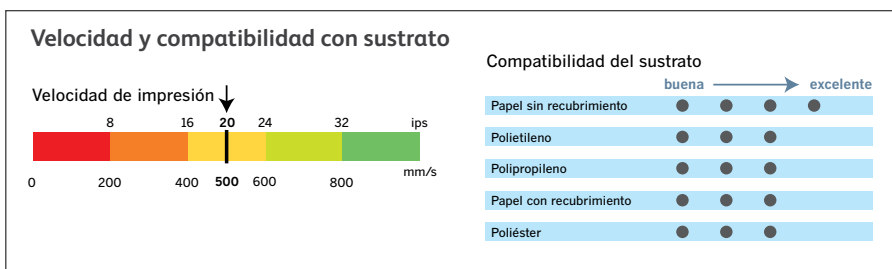 Velocidad y compatibilidad con sustrato
Velocidad de impresión
8 16 20 24 32 ips
mm/s
0 200 400 500 600 800
Compatibilidad del sustrato
buena excelente
Papel sin recubrimiento
Polietileno
Polipropileno
Papel con recubrimiento
Poliéster